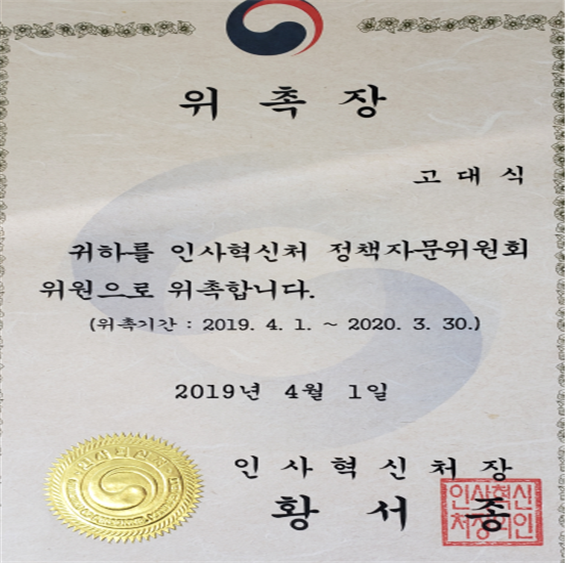 위 촉 장
고 대 식
귀하를 인사혁신처 정책자문위원회
위원으로 위촉합니다.
(위촉기간 : 2019. 4. 1. ~ 2020. 3. 30.)
2019년 4월 1일
인 사 혁 신 처 장
황 서 종
인사혁신
처장의인